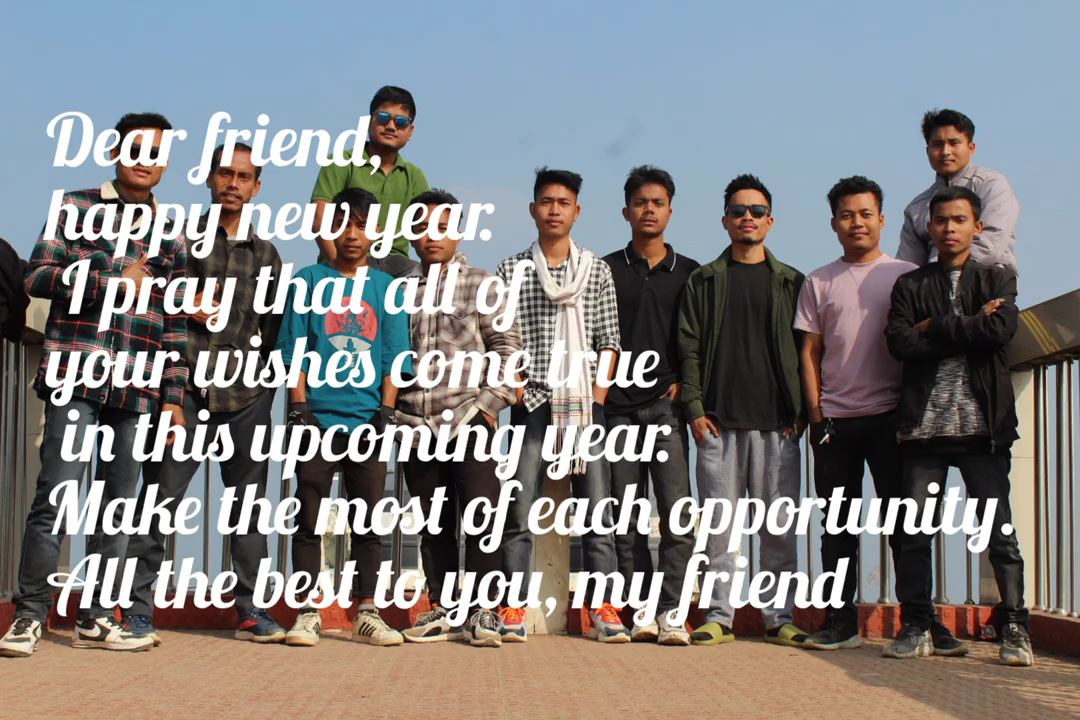 Dear friend,
happy new year.
I pray that all of
your wishes come true
in this upcoming year.
Make the most of each opportunity.
All the best to you, my friend